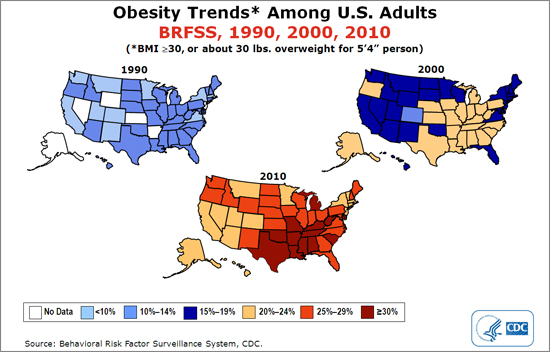 Obesity Trends* Among U.S. Adults
BRFSS, 1990, 2000, 2010
(*BMI ≥30, or about 30 lbs. overweight for 5’4” person)
1990
2000
2010
No Data
<10%
10%–14%
15%–19%
20%–24%
25%–29%
≥30%
CDC
Source: Behavioral Risk Factor Surveillance System, CDC.